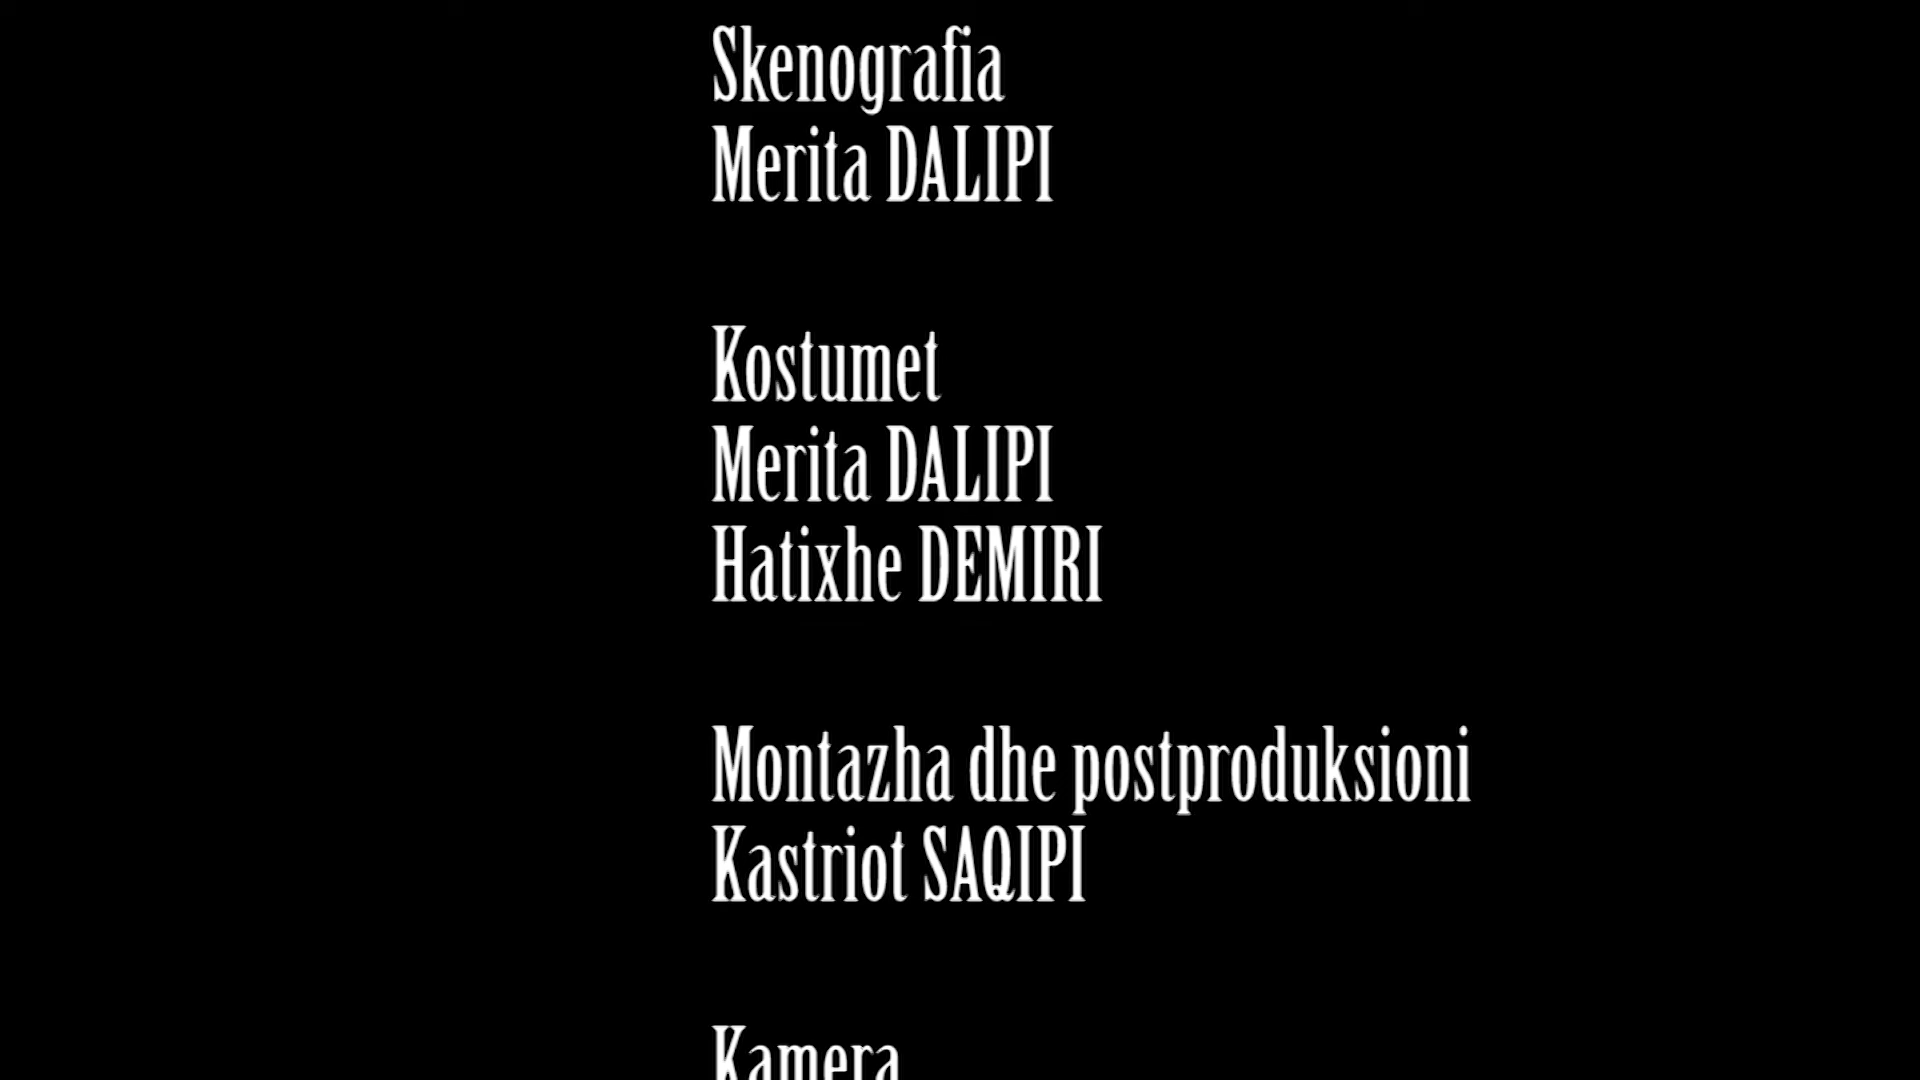 Skenografia
Merita DALIPI
Kostumet
Merita DALIPI
Hatixhe DEMIRI
Montazha dhe postproduksioni
Kastriot SAQIPI
Kamera